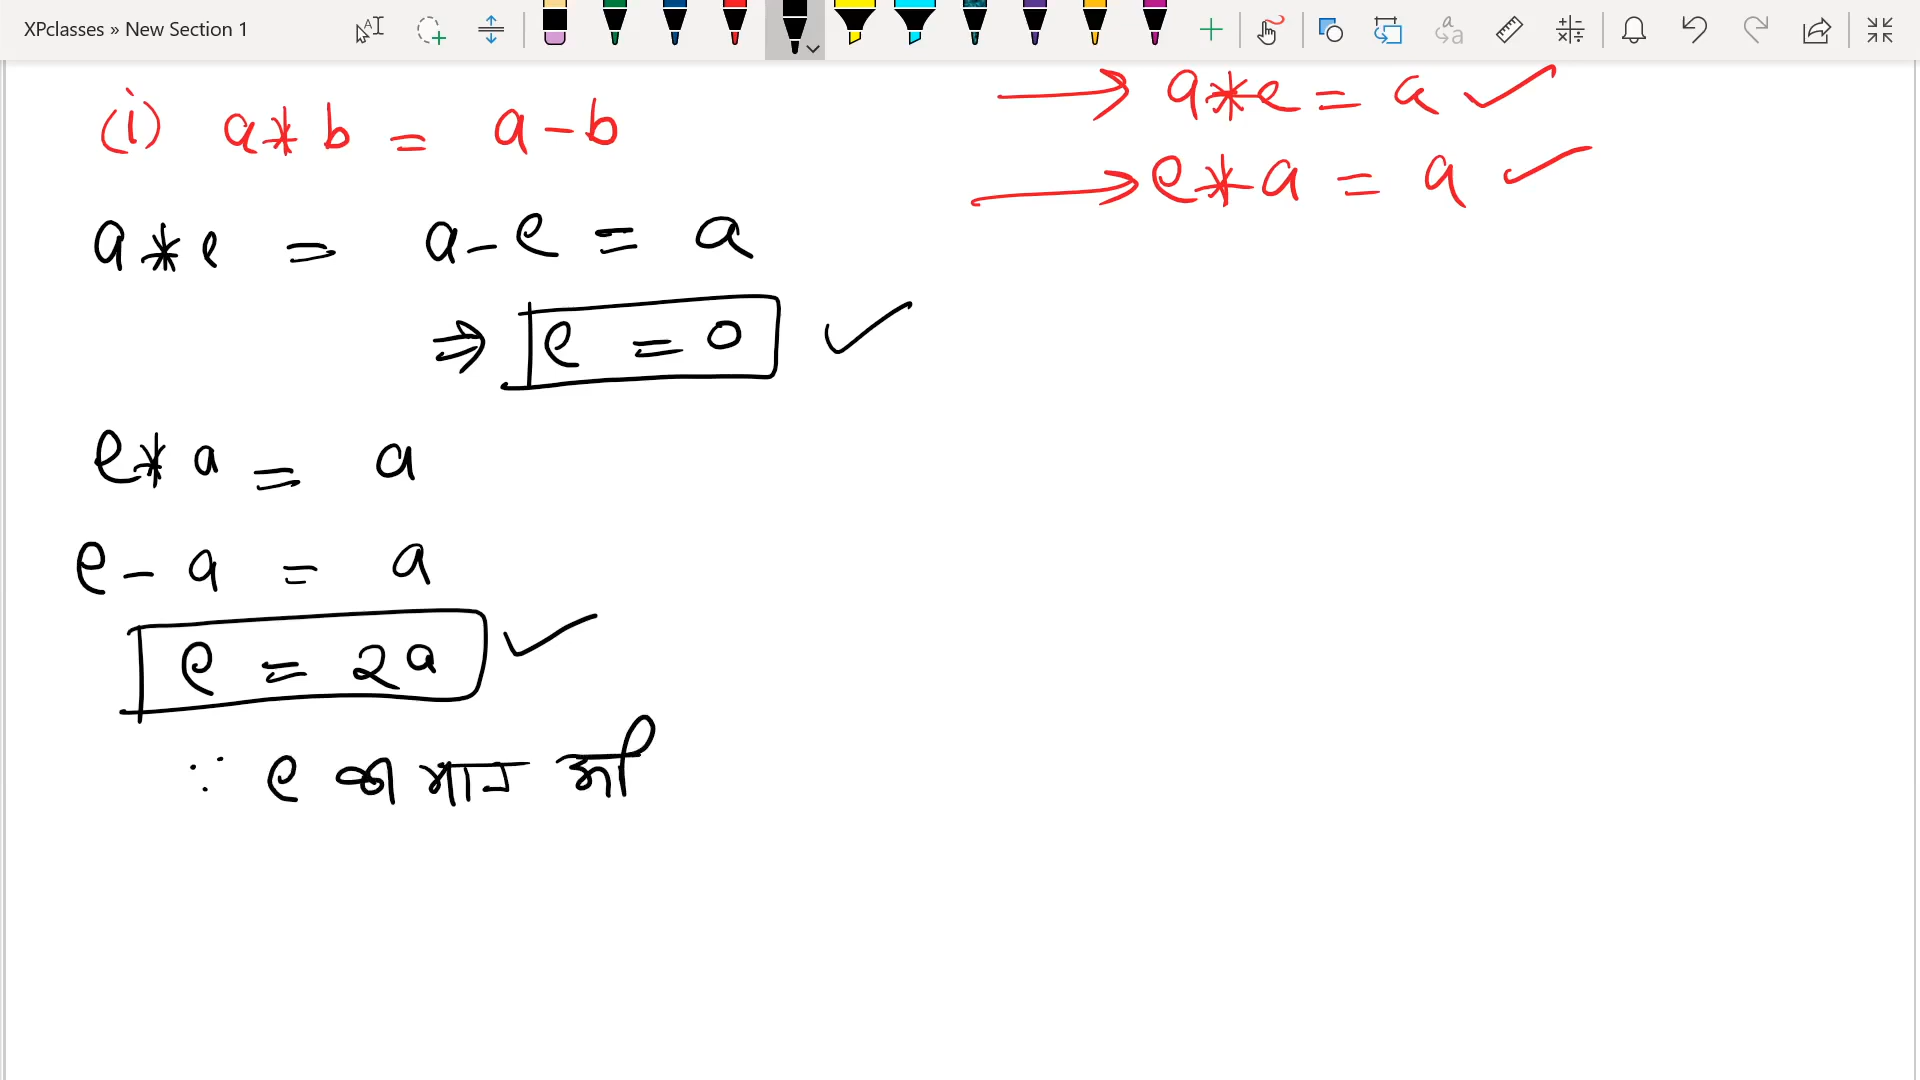 XPclasses » New Section 1
(i) a * b = a - b
→ a * e = a ✓
→ e * a = a ✓
a * e = a - e = a
⇒ e = 0 ✓
e * a = a
e - a = a
e = 2a ✓
∵ e का मान